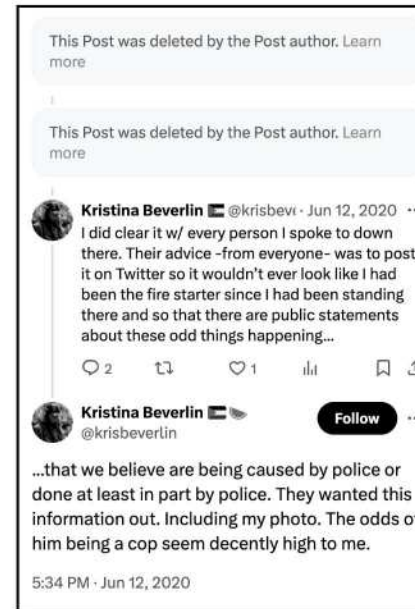 This Post was deleted by the Post author. Learn
more
This Post was deleted by the Post author. Learn
more
Kristina Beverlin @krisbev · Jun 12, 2020
I did clear it w/ every person I spoke to down
there. Their advice -from everyone- was to post
it on Twitter so it wouldn't ever look like I had
been the fire starter since I had been standing
there and so that there are public statements
about these odd things happening...
2 1
Kristina Beverlin
Follow
@krisbeverlin
...that we believe are being caused by police or
done at least in part by police. They wanted this
information out. Including my photo. The odds of
him being a cop seem decently high to me.
5:34 PM · Jun 12, 2020